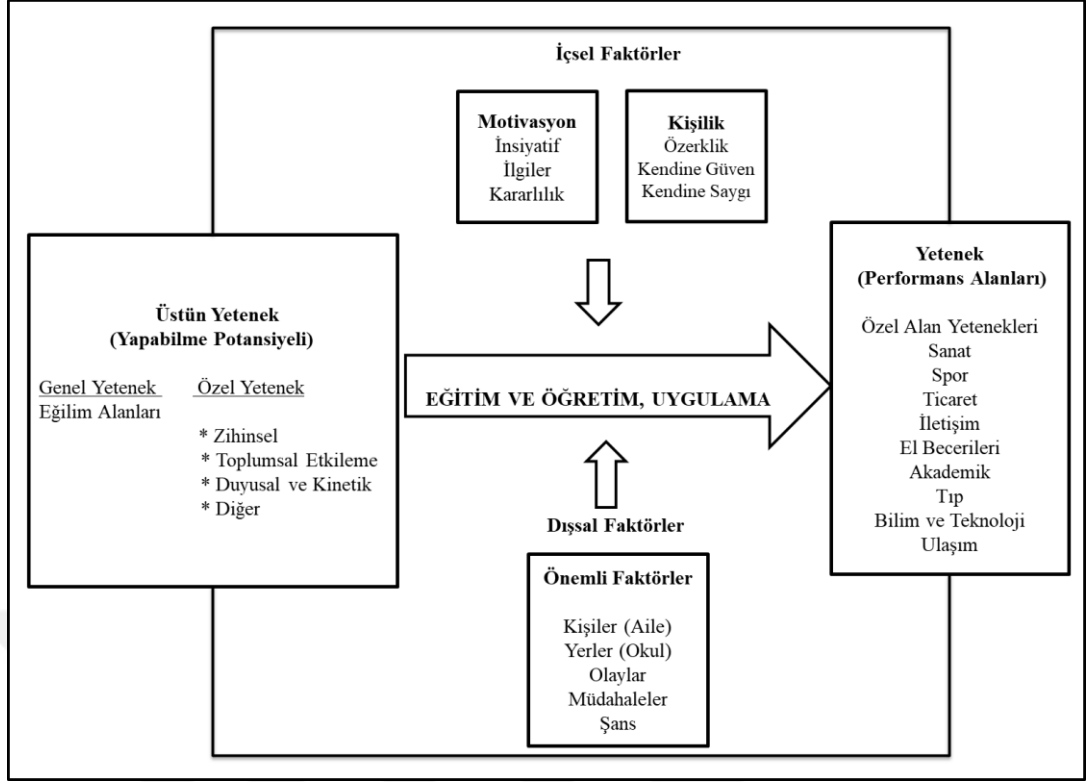 İçsel Faktörler
Motivasyon
İnsiyatif
İlgiler
Kararlılık
Kişilik
Özerklik
Kendine Güven
Kendine Saygı
Üstün Yetenek
(Yapabilme Potansiyeli)
Genel Yetenek
Eğilim Alanları
Özel Yetenek
* Zihinsel
* Toplumsal Etkileme
* Duyusal ve Kinetik
* Diğer
EĞİTİM VE ÖĞRETİM, UYGULAMA
Dışsal Faktörler
Önemli Faktörler
Kişiler (Aile)
Yerler (Okul)
Olaylar
Müdahaleler
Şans
Yetenek
(Performans Alanları)
Özel Alan Yetenekleri
Sanat
Spor
Ticaret
İletişim
El Becerileri
Akademik
Tıp
Bilim ve Teknoloji
Ulaşım